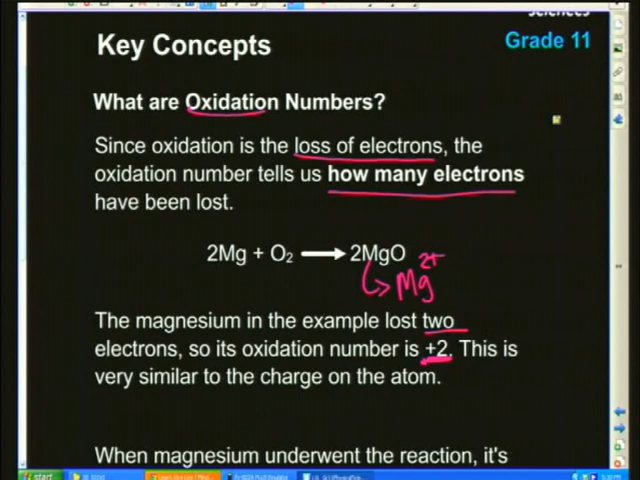 Sciences
Key Concepts
Grade 11
What are Oxidation Numbers?
Since oxidation is the loss of electrons, the
oxidation number tells us how many electrons
have been lost.
2Mg + O₂ ⟶ 2MgO
Mg²⁺
The magnesium in the example lost two
electrons, so its oxidation number is +2. This is
very similar to the charge on the atom.
When magnesium underwent the reaction, it's
start